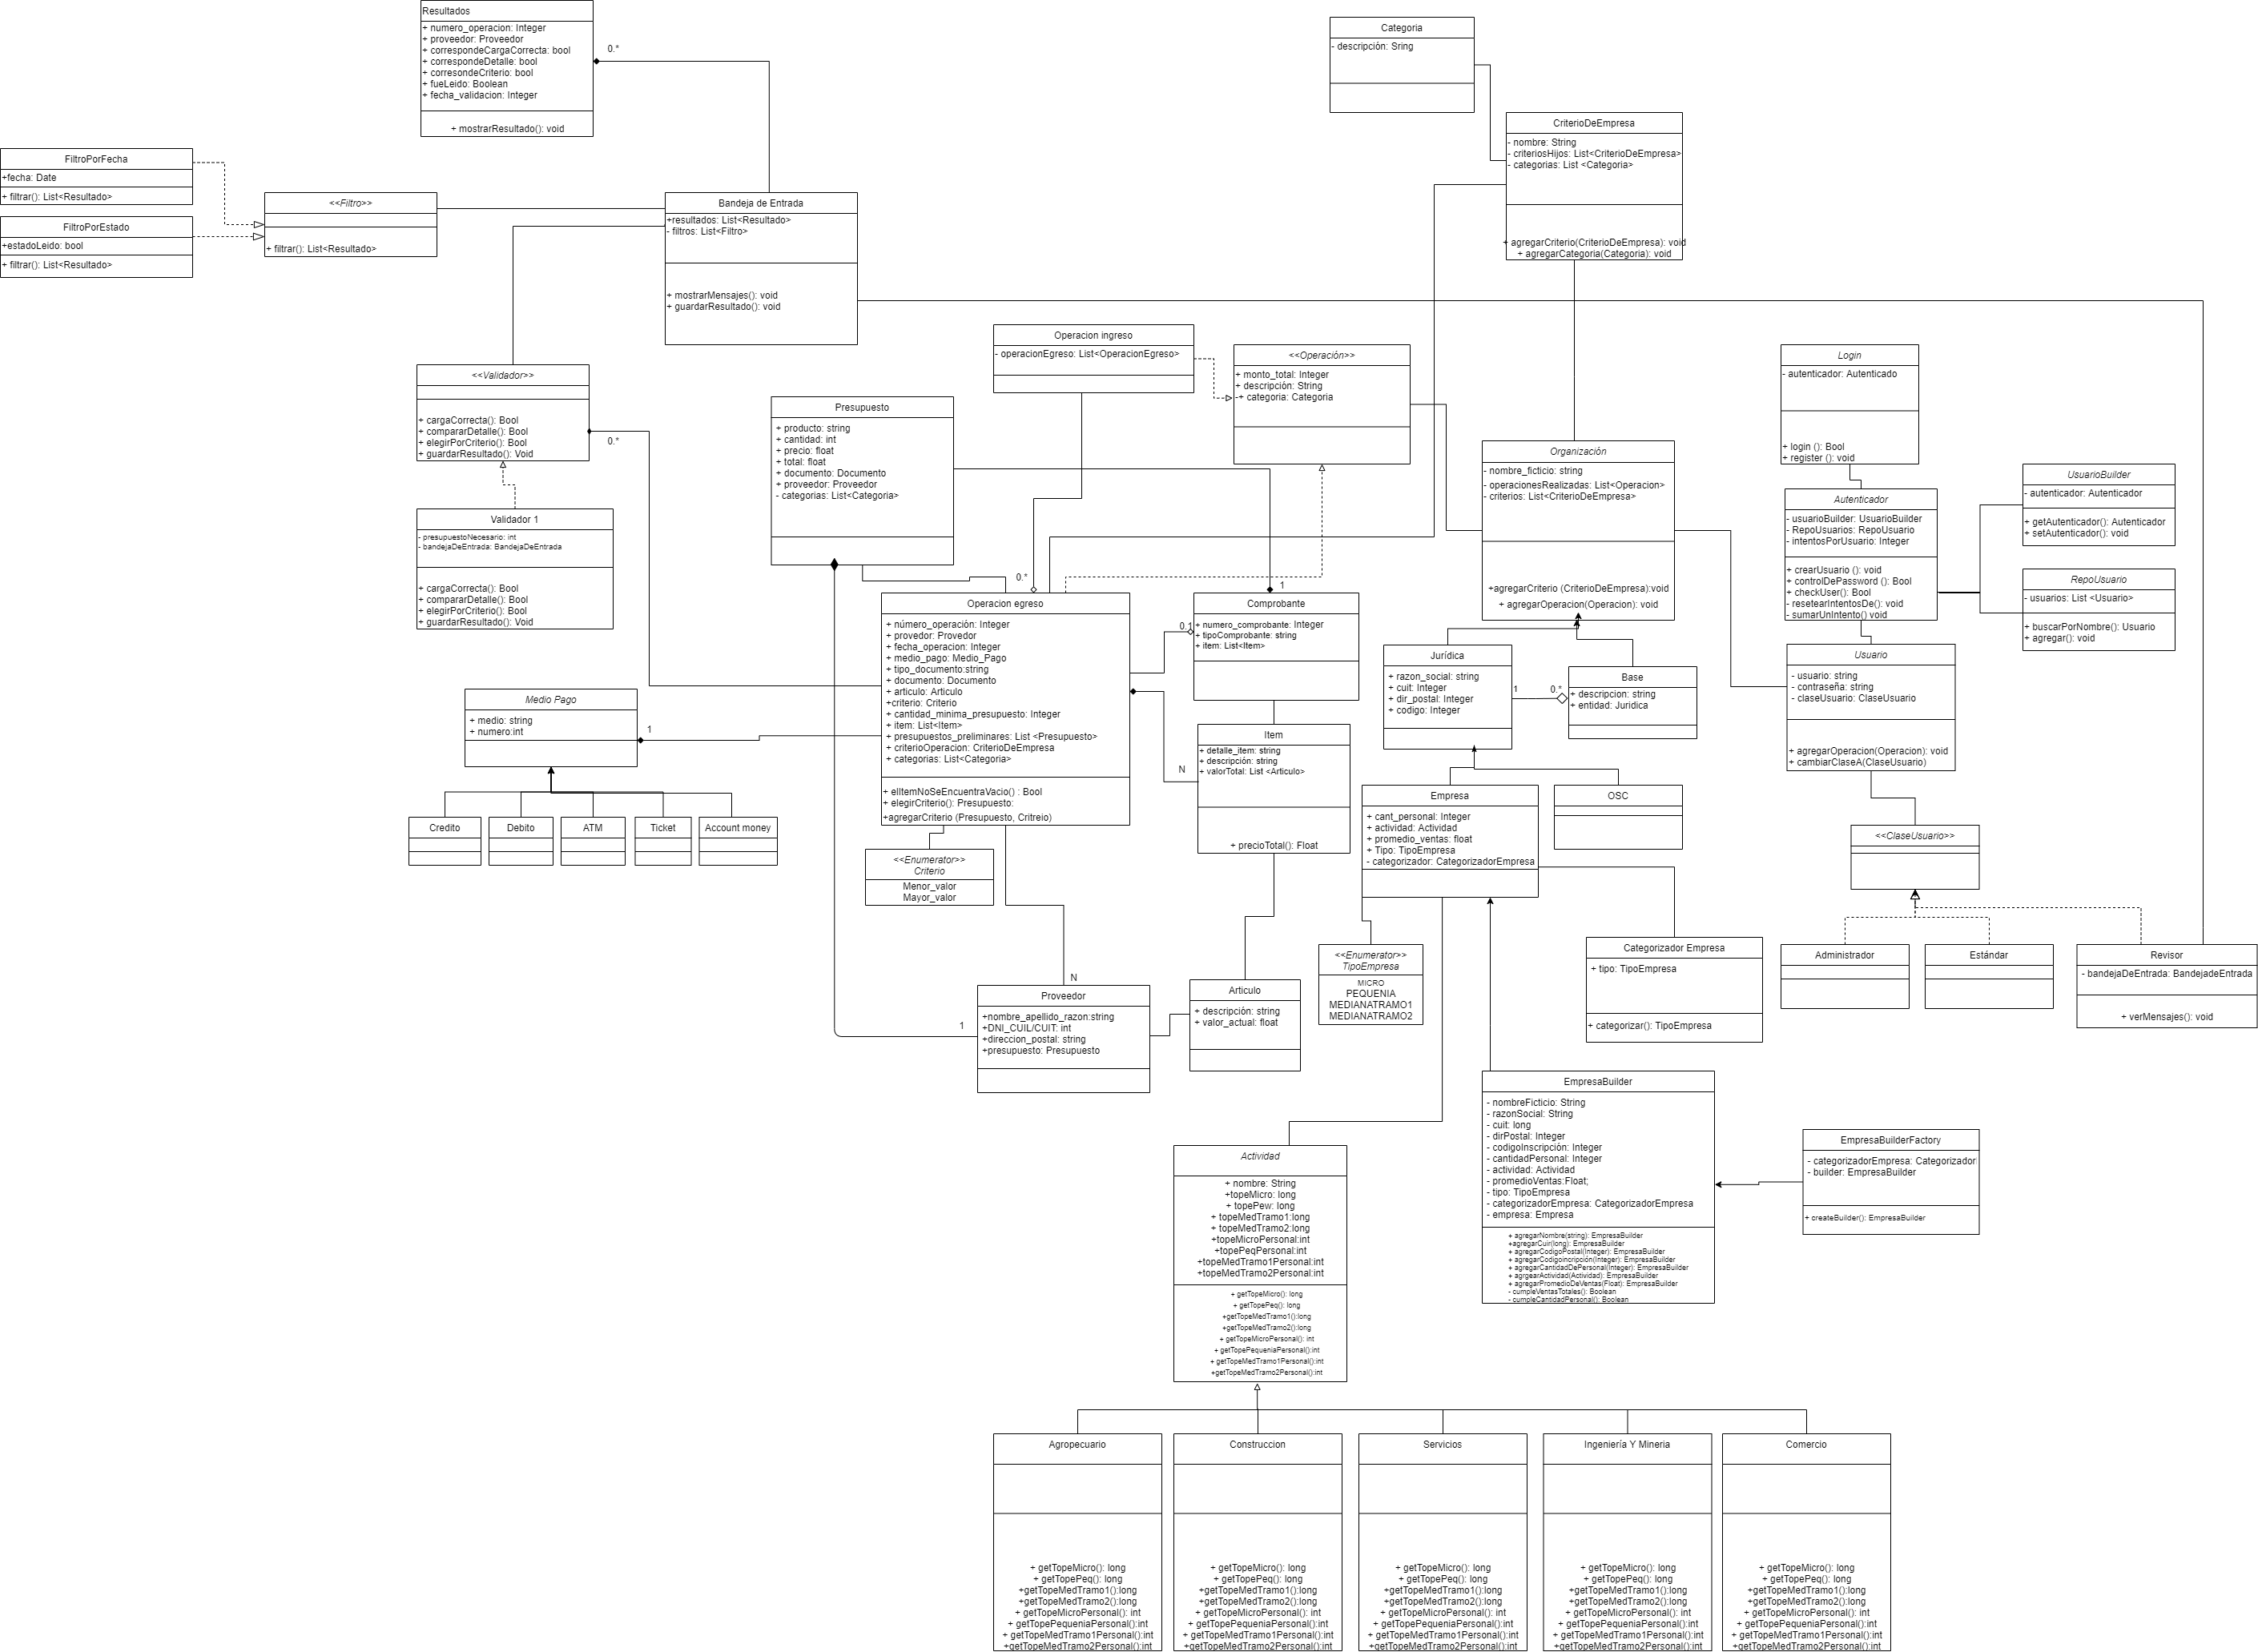 Resultados
+ numero_operacion: Integer
+ proveedor: Proveedor
+ correspondeCargaCorrecta: bool
+ correspondeDetalle: bool
+ corresondeCriterio: bool
+ fueLeido: Boolean
+ fecha_validacion: Integer
+ mostrarResultado(): void
0.*
Categoria
- descripción: Sring
CriterioDeEmpresa
- nombre: String
- criteriosHijos: List<CriterioDeEmpresa>
- categorias: List <Categoria>
+ agregarCriterio(CriterioDeEmpresa): void
+ agregarCategoria(Categoria): void
FiltroPorFecha
+fecha: Date
+ filtrar(): List<Resultado>
FiltroPorEstado
+estadoLeido: bool
+ filtrar(): List<Resultado>
<<Filtro>>
+ filtrar(): List<Resultado>
Bandeja de Entrada
+resultados: List<Resultado>
- filtros: List<Filtro>
+ mostrarMensajes(): void
+ guardarResultado(): void
<<Validador>>
+ cargaCorrecta(): Bool
+ compararDetalle(): Bool
+ elegirPorCriterio(): Bool
+ guardarResultado(): Void
0.*
Validador 1
- presupuestoNecesario: int
- bandejaDeEntrada: BandejaDeEntrada
+ cargaCorrecta(): Bool
+ compararDetalle(): Bool
+ elegirPorCriterio(): Bool
+ guardarResultado(): Void
Presupuesto
+ producto: string
+ cantidad: int
+ precio: float
+ total: float
+ documento: Documento
+ proveedor: Proveedor
- categorias: List<Categoria>
Operacion ingreso
- operacionEgreso: List<OperacionEgreso>
<<Operación>>
+ monto_total: Integer
+ descripción: String
-+ categoria: Categoria
Organización
- nombre_ficticio: string
- operacionesRealizadas: List<Operacion>
- criterios: List<CriterioDeEmpresa>
+agregarCriterio (CriterioDeEmpresa):void
+ agregarOperacion(Operacion): void
Login
- autenticador: Autenticado
+ login (): Bool
+ register (): void
Autenticador
- usuarioBuilder: UsuarioBuilder
- RepoUsuarios: RepoUsuario
- intentosPorUsuario: Integer
+ crearUsuario (): void
+ controlDePassword (): Bool
+ checkUser(): Bool
- resetearIntentosDe(): void
- sumarUnIntento() void
UsuarioBuilder
- autenticador: Autenticador
+ getAutenticador(): Autenticador
+ setAutenticador(): void
RepoUsuario
- usuarios: List <Usuario>
+ buscarPorNombre(): Usuario
+ agregar(): void
Usuario
- usuario: string
- contraseña: string
- claseUsuario: ClaseUsuario
+ agregarOperacion(Operacion): void
+ cambiarClaseA(ClaseUsuario)
<<ClaseUsuario>>
Administrador
Estándar
Revisor
- bandejaDeEntrada: BandejadeEntrada
+ verMensajes(): void
0.*
1
Operacion egreso
+ número_operación: Integer
+ provedor: Provedor
+ fecha_operacion: Integer
+ medio_pago: Medio_Pago
+ tipo_documento:string
+ documento: Documento
+ articulo: Articulo
+criterio: Criterio
+ cantidad_minima_presupuesto: Integer
+ item: List<Item>
+ presupuestos_preliminares: List <Presupuesto>
+ criterioOperacion: CriterioDeEmpresa
+ categorias: List<Categoria>
+ elItemNoSeEncuentraVacio() : Bool
+ elegirCriterio(): Presupuesto:
+agregarCriterio (Presupuesto, Critreio)
0.1
N
Comprobante
+ numero_comprobante: Integer
+ tipoComprobante: string
+ item: List<Item>
Item
+ detalle_item: string
+ descripción: string
+ valorTotal: List <Articulo>
+ precioTotal(): Float
Medio Pago
+ medio: string
+ numero:int
1
Credito
Debito
ATM
Ticket
Account money
<<Enumerator>>
Criterio
Menor_valor
Mayor_valor
N
1
Proveedor
+nombre_apellido_razon:string
+DNI_CUIL/CUIT: int
+direccion_postal: string
+presupuesto: Presupuesto
Articulo
+ descripción: string
+ valor_actual: float
Jurídica
+ razon_social: string
+ cuit: Integer
+ dir_postal: Integer
+ codigo: Integer
1
0.*
Base
+ descripcion: string
+ entidad: Juridica
Empresa
+ cant_personal: Integer
+ actividad: Actividad
+ promedio_ventas: float
+ Tipo: TipoEmpresa
- categorizador: CategorizadorEmpresa
OSC
<<Enumerator>>
TipoEmpresa
MICRO
PEQUENIA
MEDIANATRAMO1
MEDIANATRAMO2
Categorizador Empresa
+ tipo: TipoEmpresa
+ categorizar(): TipoEmpresa
EmpresaBuilder
- nombreFicticio: String
- razonSocial: String
- cuit: long
- dirPostal: Integer
- codigoInscripción: Integer
- cantidadPersonal: Integer
- actividad: Actividad
- promedioVentas:Float;
- tipo: TipoEmpresa
- categorizadorEmpresa: CategorizadorEmpresa
- empresa: Empresa
+ agregarNombre(string): EmpresaBuilder
+agregarCuir(long): EmpresaBuilder
+ agregarCodigoPostal(Integer): EmpresaBuilder
+ agregarCodigoincripción(Integer): EmpresaBuilder
+ agregarCantidadDePersonal(Integer): EmpresaBuilder
+ agrgearActividad(Actividad): EmpresaBuilder
+ agregarPromedioDeVentas(Float): EmpresaBuilder
- cumpleVentasTotales(): Boolean
- cumpleCantidadPersonal(): Boolean
EmpresaBuilderFactory
- categorizadorEmpresa: Categorizador
- builder: EmpresaBuilder
+ createBuilder(): EmpresaBuilder
Actividad
+ nombre: String
+topeMicro: long
+ topePew: long
+ topeMedTramo1:long
+ topeMedTramo2:long
+topeMicroPersonal:int
+topePeqPersonal:int
+topeMedTramo1Personal:int
+topeMedTramo2Personal:int
+ getTopeMicro(): long
+ getTopePeq(): long
+getTopeMedTramo1():long
+getTopeMedTramo2():long
+ getTopeMicroPersonal(): int
+ getTopePequeniaPersonal():int
+ getTopeMedTramo1Personal():int
+getTopeMedTramo2Personal():int
Agropecuario
+ getTopeMicro(): long
+ getTopePeq(): long
+getTopeMedTramo1():long
+getTopeMedTramo2():long
+ getTopeMicroPersonal(): int
+ getTopePequeniaPersonal():int
+ getTopeMedTramo1Personal():int
+getTopeMedTramo2Personal():int
Construccion
+ getTopeMicro(): long
+ getTopePeq(): long
+getTopeMedTramo1():long
+getTopeMedTramo2():long
+ getTopeMicroPersonal(): int
+ getTopePequeniaPersonal():int
+ getTopeMedTramo1Personal():int
+getTopeMedTramo2Personal():int
Servicios
+ getTopeMicro(): long
+ getTopePeq(): long
+getTopeMedTramo1():long
+getTopeMedTramo2():long
+ getTopeMicroPersonal(): int
+ getTopePequeniaPersonal():int
+ getTopeMedTramo1Personal():int
+getTopeMedTramo2Personal():int
Ingeniería Y Mineria
+ getTopeMicro(): long
+ getTopePeq(): long
+getTopeMedTramo1():long
+getTopeMedTramo2():long
+ getTopeMicroPersonal(): int
+ getTopePequeniaPersonal():int
+ getTopeMedTramo1Personal():int
+getTopeMedTramo2Personal():int
Comercio
+ getTopeMicro(): long
+ getTopePeq(): long
+getTopeMedTramo1():long
+getTopeMedTramo2():long
+ getTopeMicroPersonal(): int
+ getTopePequeniaPersonal():int
+ getTopeMedTramo1Personal():int
+getTopeMedTramo2Personal():int